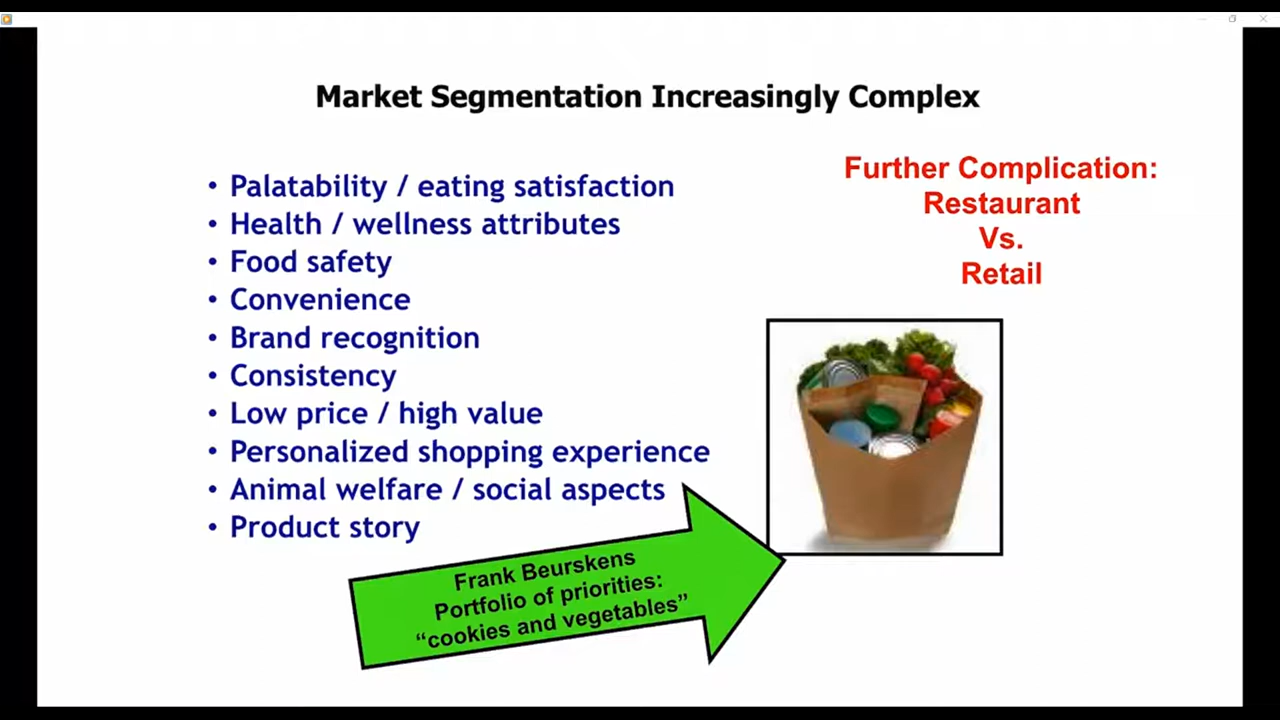 Market Segmentation Increasingly Complex
• Palatability / eating satisfaction
• Health / wellness attributes
• Food safety
• Convenience
• Brand recognition
• Consistency
• Low price / high value
• Personalized shopping experience
• Animal welfare / social aspects
• Product story
Further Complication:
Restaurant
Vs.
Retail
Frank Beurskens
Portfolio of priorities:
“cookies and vegetables”